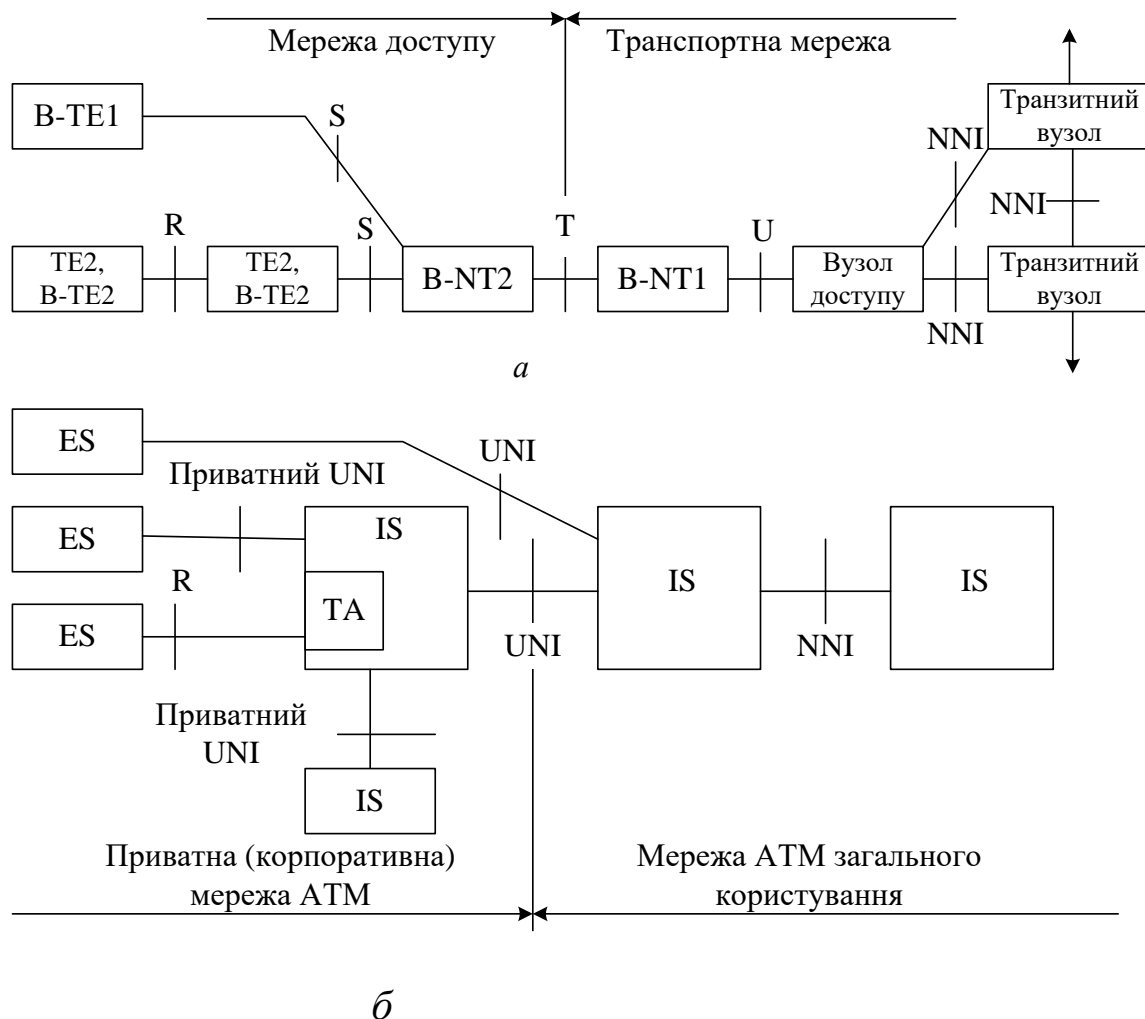 Мережа доступу
Транспортна мережа
B-TE1
S
NNI
Транзитний
вузол
NNI
R
S
T
U
TE2,
B-TE2
TE2,
B-TE2
B-NT2
B-NT1
Вузол
доступу
Транзитний
вузол
NNI
а
ES
UNI
Приватний UNI
ES
IS
R
TA
IS
IS
ES
UNI
NNI
Приватний
UNI
IS
Приватна (корпоративна)
мережа АТМ
Мережа АТМ загального
користування
б